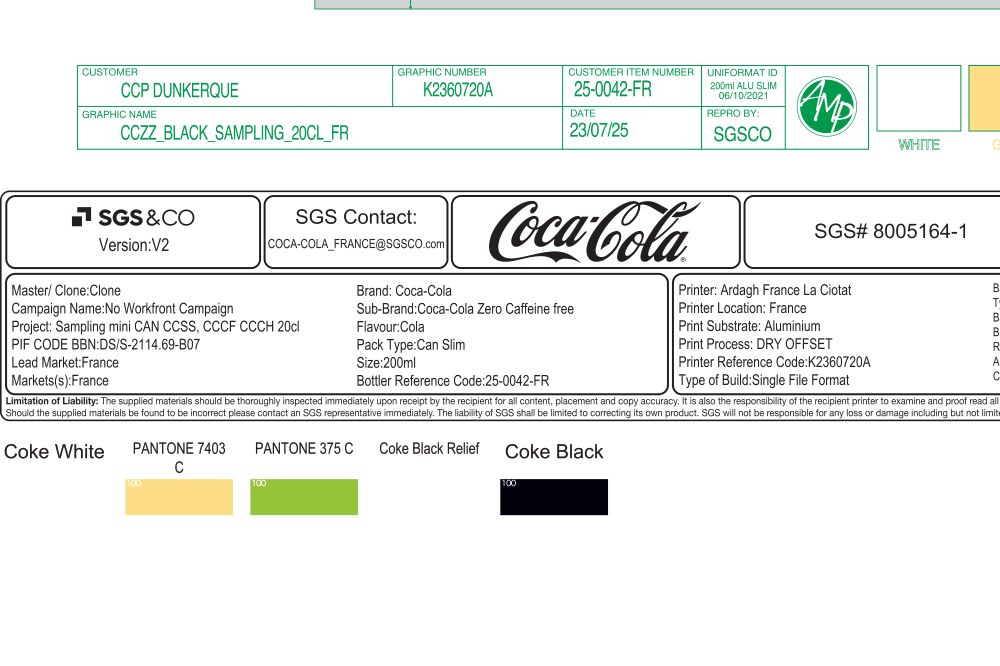 CUSTOMER
CCP DUNKERQUE
GRAPHIC NUMBER
K2360720A
CUSTOMER ITEM NUMBER
25-0042-FR
UNIFORMAT ID
200ml ALU SLIM
06/10/2021
GRAPHIC NAME
CCZZ_BLACK_SAMPLING_20CL_FR
DATE
23/07/25
REPRO BY:
SGSCO
AMP
WHITE
SGS&CO
Version:V2
SGS Contact:
COCA-COLA_FRANCE@SGSCO.com
Coca-Cola®
SGS# 8005164-1
Master/ Clone:Clone
Campaign Name:No Workfront Campaign
Project: Sampling mini CAN CCSS, CCCF CCCH 20cl
PIF CODE BBN:DS/S-2114.69-B07
Lead Market:France
Markets(s):France
Brand: Coca-Cola
Sub-Brand:Coca-Cola Zero Caffeine free
Flavour:Cola
Pack Type:Can Slim
Size:200ml
Bottler Reference Code:25-0042-FR
Printer: Ardagh France La Ciotat
Printer Location: France
Print Substrate: Aluminium
Print Process: DRY OFFSET
Printer Reference Code:K2360720A
Type of Build:Single File Format
Limitation of Liability: The supplied materials should be thoroughly inspected immediately upon receipt by the recipient for all content, placement and copy accuracy. It is also the responsibility of the recipient printer to examine and proof read all
Should the supplied materials be found to be incorrect please contact an SGS representative immediately. The liability of SGS shall be limited to correcting its own product. SGS will not be responsible for any loss or damage including but not
Coke White
PANTONE 7403
C
100
PANTONE 375 C
100
Coke Black Relief
Coke Black
100